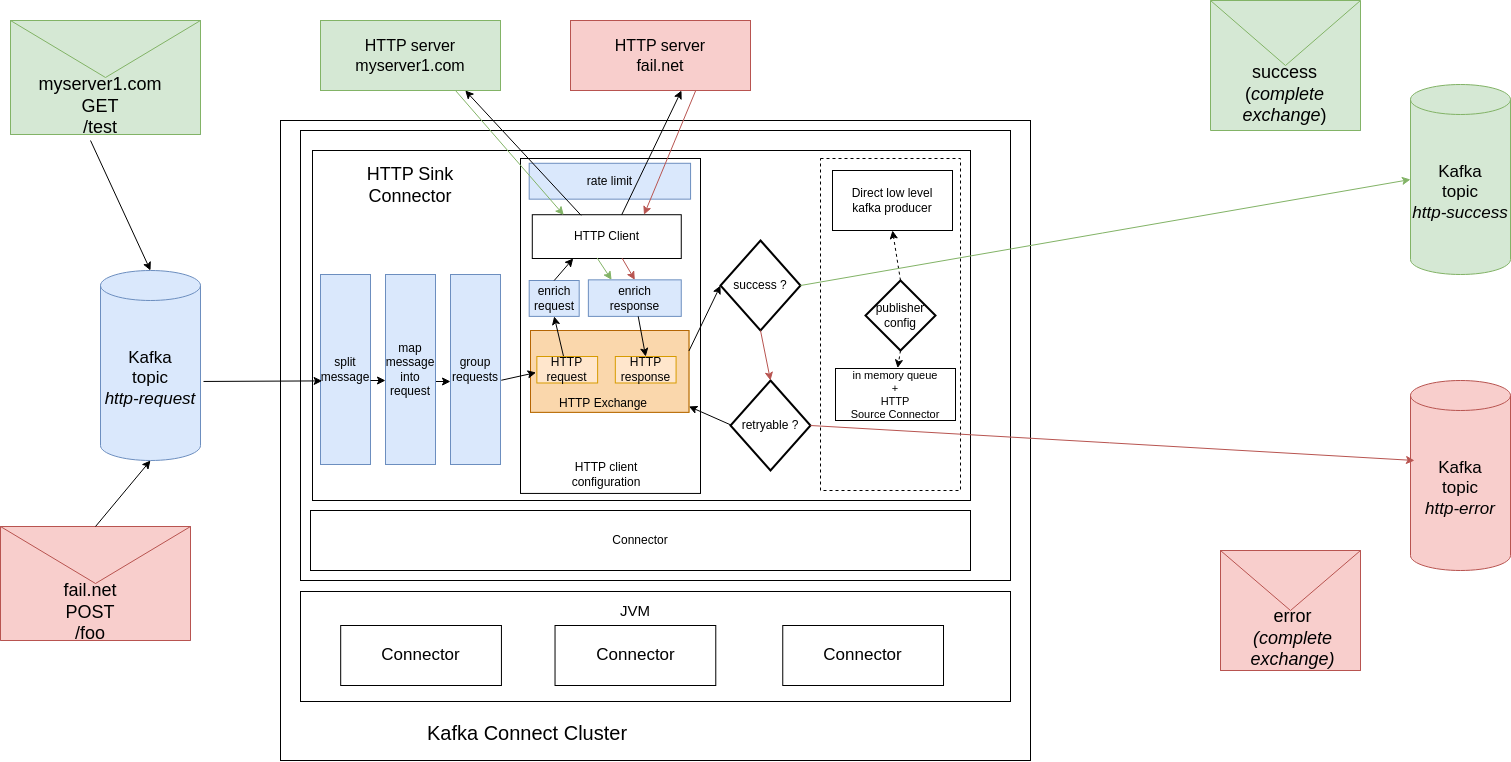 myserver1.com
GET
/test
HTTP server
myserver1.com
HTTP server
fail.net
success
(complete
exchange)
Kafka
topic
http-success
HTTP Sink
Connector
rate limit
HTTP Client
enrich
request
enrich
response
HTTP
request
HTTP
response
HTTP Exchange
HTTP client
configuration
split
message
map
message
into
request
group
requests
success ?
retryable ?
Direct low level
kafka producer
publisher
config
in memory queue
+
HTTP
Source Connector
Kafka
topic
http-request
fail.net
POST
/foo
Kafka
topic
http-error
error
(complete
exchange)
Connector
JVM
Connector
Connector
Connector
Kafka Connect Cluster